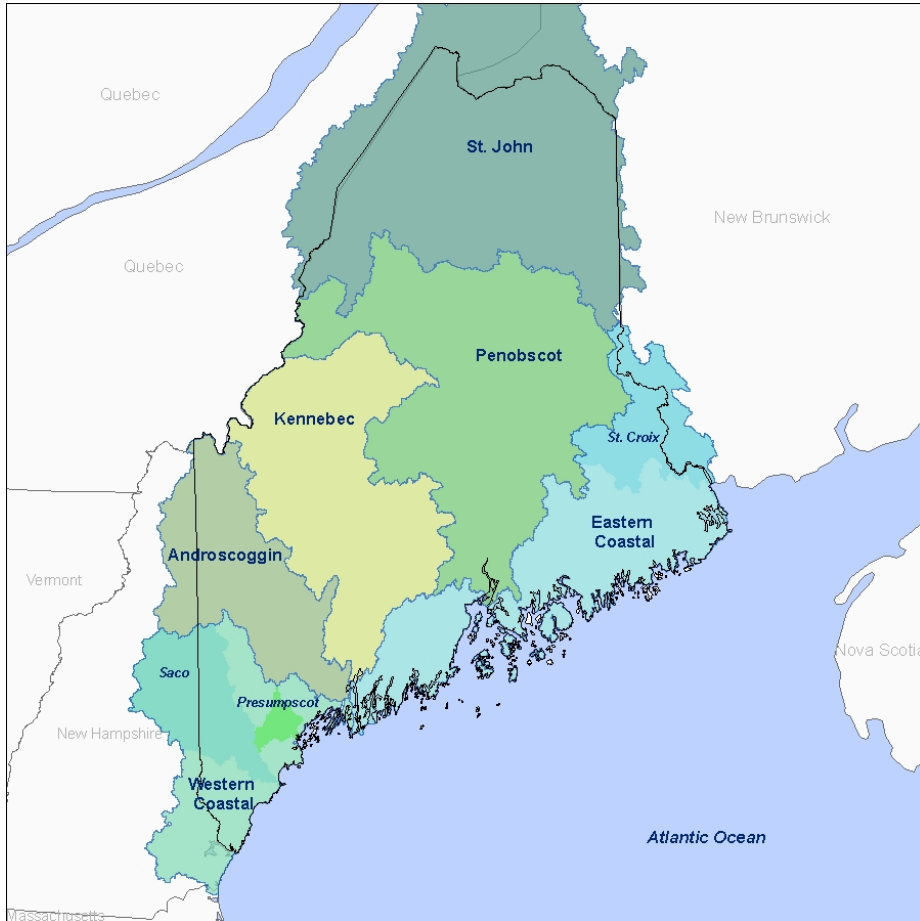 Quebec
St. John
New Brunswick
Quebec
Penobscot
Kennebec
St. Croix
Eastern
Coastal
Androscoggin
Vermont
Nova Scotia
Saco
Presumpscot
New Hampshire
Western
Coastal
Atlantic Ocean
Massachusetts